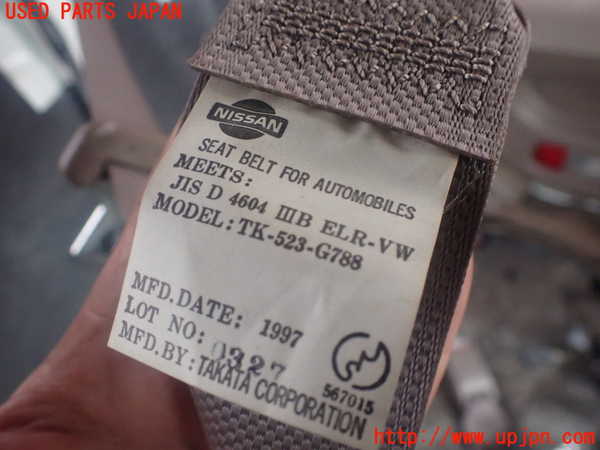 USED PARTS JAPAN
NISSAN
SEAT BELT FOR AUTOMOBILES
MEETS:
JIS D 4604 IIIB ELR-VW
MODEL: TK-523-G788
MFD.DATE: 1997
LOT NO: 0327
MFD.BY: TAKATA CORPORATION
567015
http://www.upjpn.com/